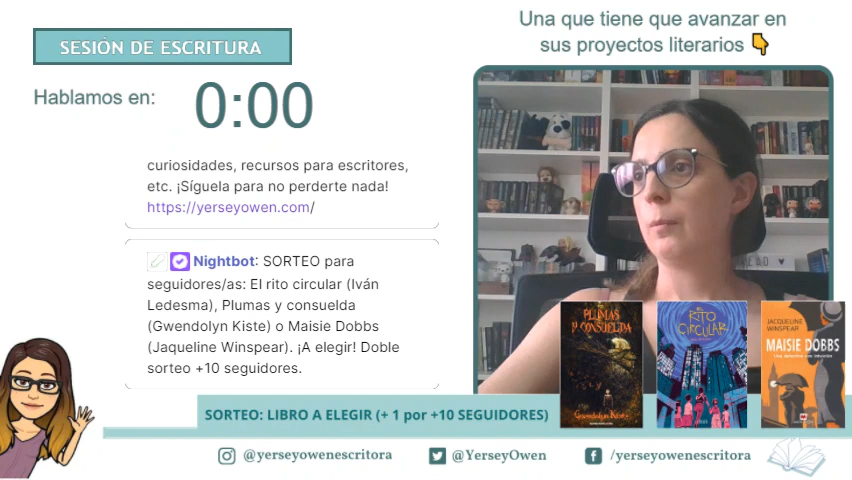 Una que tiene que avanzar en
sus proyectos literarios
SESIÓN DE ESCRITURA
Hablamos en:
0:00
curiosidades, recursos para escritores,
etc. ¡Síguela para no perderte nada!
https://yerseyowen.com/
Nightbot: SORTEO para
seguidores/as: El rito circular (Iván
Ledesma), Plumas y consuelda
(Gwendolyn Kiste) o Maisie Dobbs
(Jaqueline Winspear). ¡A elegir! Doble
sorteo +10 seguidores.
PLUMAS
Y CONSUELDA
Gwendolyn Kiste
EL
RITO
CIRCULAR
JACQUELINE
WINSPEAR
MAISIE DOBBS
SORTEO: LIBRO A ELEGIR (+ 1 por +10 SEGUIDORES)
@yerseyowenescritora
@YerseyOwen
/yerseyowenescritora